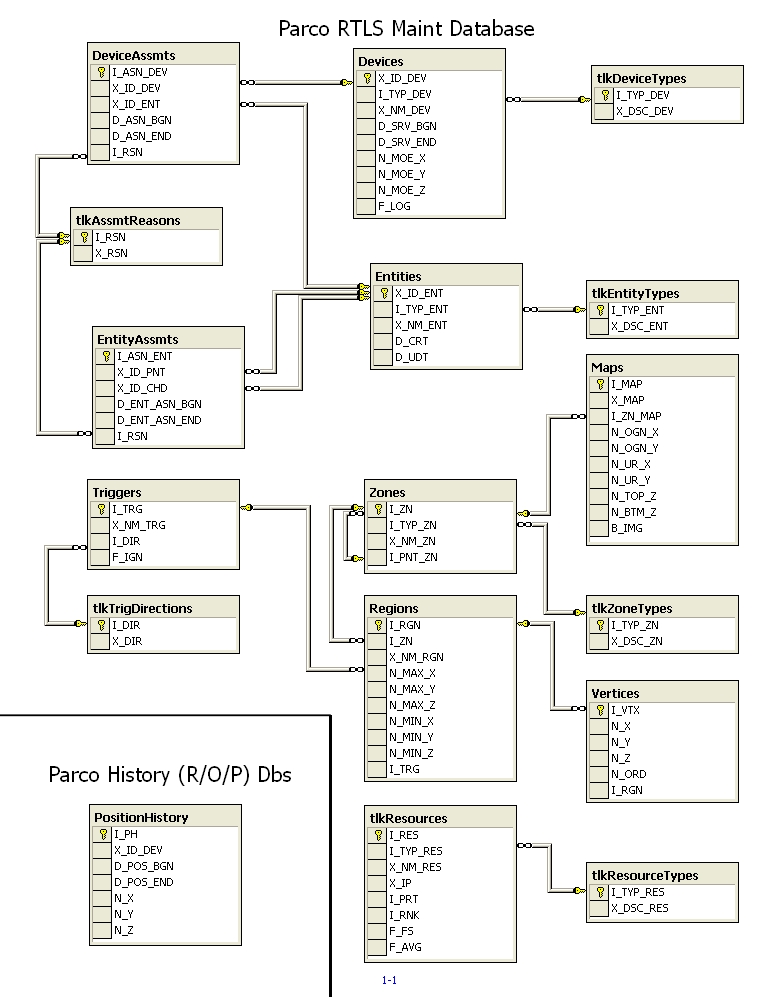 Parco RTLS Maint Database
DeviceAssmts
I_ASN_DEV
X_ID_DEV
X_ID_ENT
D_ASN_BGN
D_ASN_END
I_RSN
Devices
X_ID_DEV
I_TYP_DEV
X_NM_DEV
D_SRV_BGN
D_SRV_END
N_MOE_X
N_MOE_Y
N_MOE_Z
F_LOG
tlkDeviceTypes
I_TYP_DEV
X_DSC_DEV
tlkAssmtReasons
I_RSN
X_RSN
Entities
X_ID_ENT
I_TYP_ENT
X_NM_ENT
D_CRT
D_UDT
tlkEntityTypes
I_TYP_ENT
X_DSC_ENT
EntityAssmts
I_ASN_ENT
X_ID_PNT
X_ID_CHD
D_ENT_ASN_BGN
D_ENT_ASN_END
I_RSN
Maps
I_MAP
X_MAP
I_ZN_MAP
N_OGN_X
N_OGN_Y
N_UR_X
N_UR_Y
N_TOP_Z
N_BTM_Z
B_IMG
Triggers
I_TRG
X_NM_TRG
I_DIR
F_IGN
Zones
I_ZN
I_TYP_ZN
X_NM_ZN
I_PNT_ZN
tlkTrigDirections
I_DIR
X_DIR
Regions
I_RGN
I_ZN
X_NM_RGN
N_MAX_X
N_MAX_Y
N_MAX_Z
N_MIN_X
N_MIN_Y
N_MIN_Z
I_TRG
tlkZoneTypes
I_TYP_ZN
X_DSC_ZN
Vertices
I_VTX
N_X
N_Y
N_Z
N_ORD
I_RGN
Parco History (R/O/P) Dbs
PositionHistory
I_PH
X_ID_DEV
D_POS_BGN
D_POS_END
N_X
N_Y
N_Z
tlkResources
I_RES
I_TYP_RES
X_NM_RES
X_IP
I_PRT
I_RNK
F_FS
F_AVG
tlkResourceTypes
I_TYP_RES
X_DSC_RES
1-1